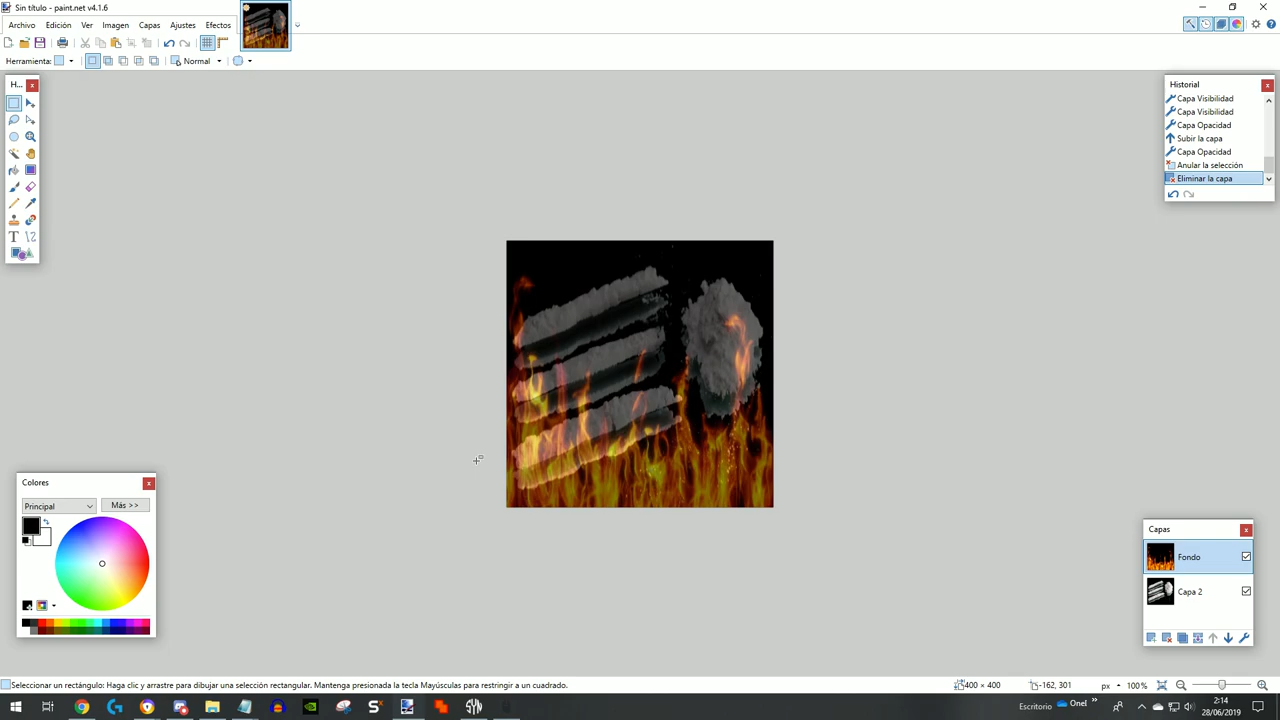 Sin título - paint.net v4.1.6
Archivo Edición Ver Imagen Capas Ajustes Efectos
Herramienta: Normal
H...
Historial
Capa Visibilidad
Capa Visibilidad
Capa Opacidad
Subir la capa
Capa Opacidad
Anular la selección
Eliminar la capa
Colores
Principal Más >>
Capas
Fondo
Capa 2
Seleccionar un rectángulo: Haga clic y arrastre para dibujar una selección rectangular. Mantenga presionada la tecla Mayúsculas para restringir a un cuadrado. 400 × 400 -162, 301 px 100%
Escritorio OneI 2:14
28/06/2019